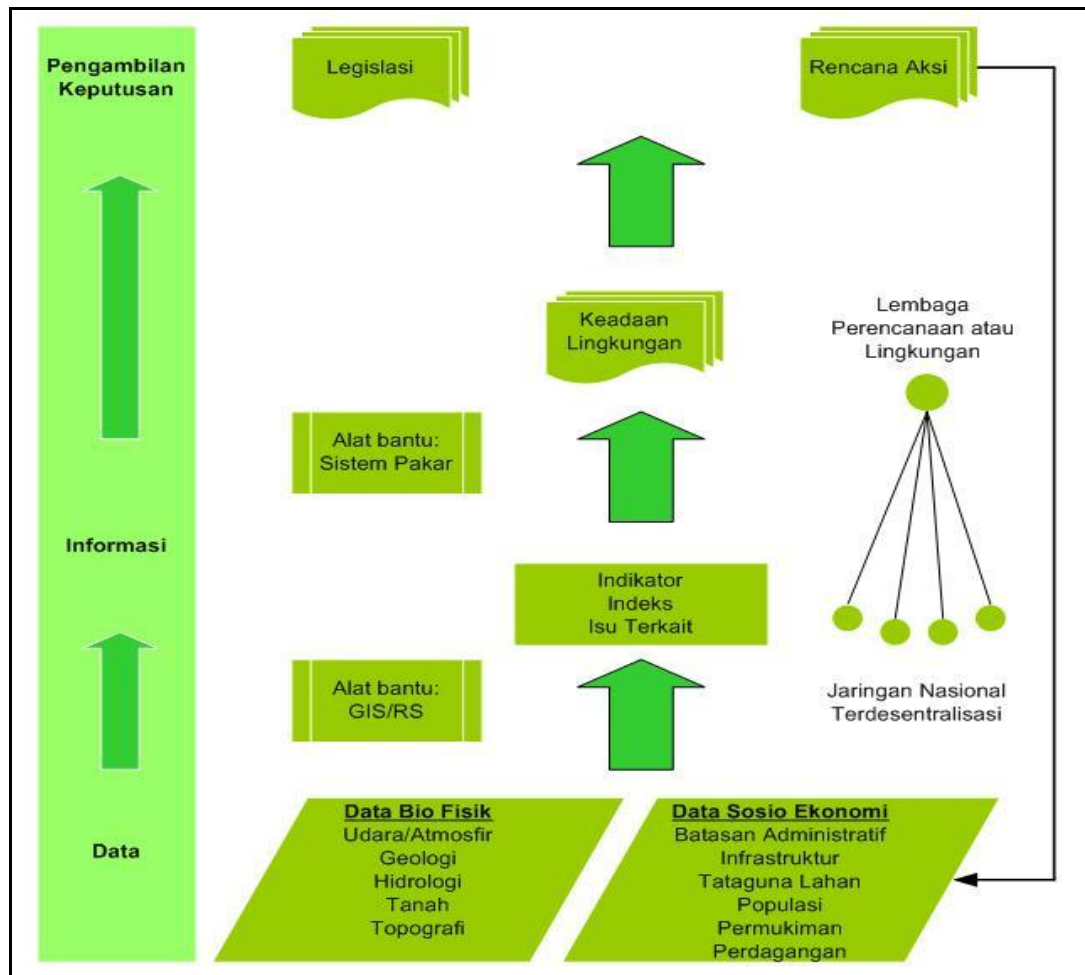 Pengambilan
Keputusan
Legislasi
Rencana Aksi
Keadaan
Lingkungan
Lembaga
Perencanaan atau
Lingkungan
Alat bantu:
Sistem Pakar
Informasi
Indikator
Indeks
Isu Terkait
Alat bantu:
GIS/RS
Jaringan Nasional
Terdesentralisasi
Data
Data Bio Fisik
Udara/Atmosfir
Geologi
Hidrologi
Tanah
Topografi
Data Sosio Ekonomi
Batasan Administratif
Infrastruktur
Tataguna Lahan
Populasi
Permukiman
Perdagangan